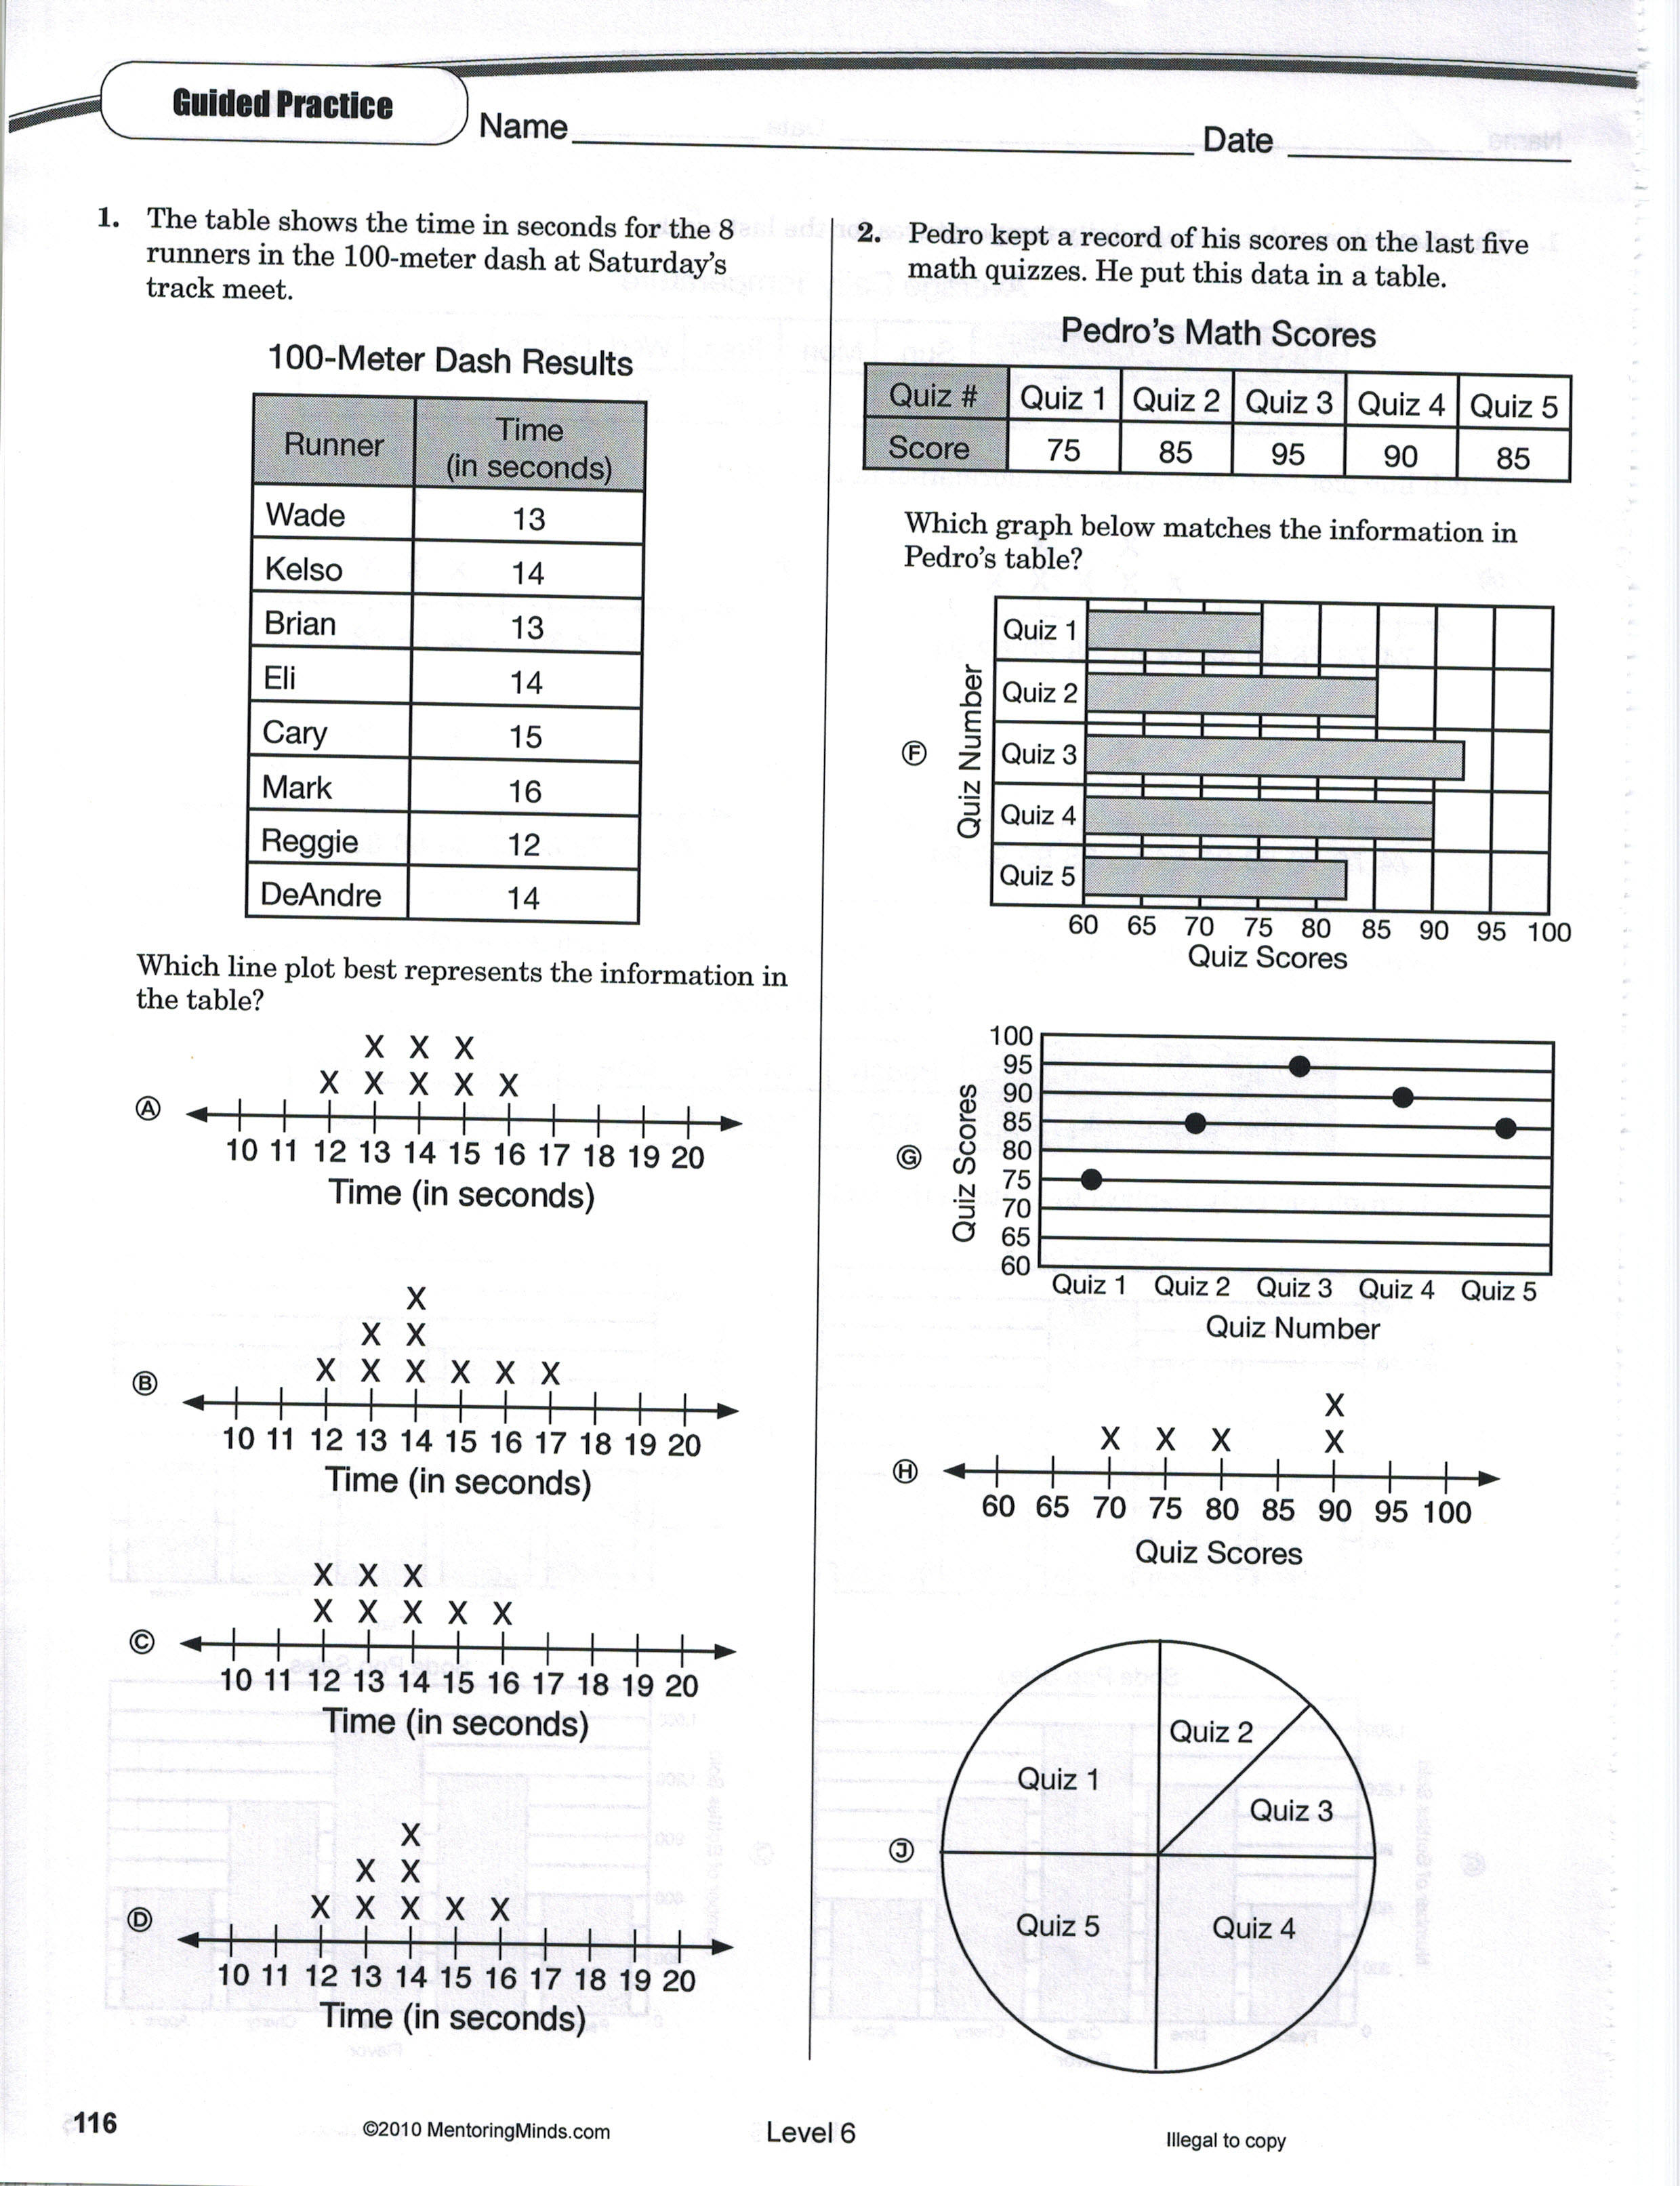 Guided Practice
Name
Date
1. The table shows the time in seconds for the 8
runners in the 100-meter dash at Saturday's
track meet.
100-Meter Dash Results
Runner Time
(in seconds)
Wade 13
Kelso 14
Brian 13
Eli 14
Cary 15
Mark 16
Reggie 12
DeAndre 14
Which line plot best represents the information in
the table?
X X X
X X X X X
A
10 11 12 13 14 15 16 17 18 19 20
Time (in seconds)
X
X X
X X X X X X
B
10 11 12 13 14 15 16 17 18 19 20
Time (in seconds)
X X X
X X X X X
C
10 11 12 13 14 15 16 17 18 19 20
Time (in seconds)
X
X X
X X X X X
D
10 11 12 13 14 15 16 17 18 19 20
Time (in seconds)
2. Pedro kept a record of his scores on the last five
math quizzes. He put this data in a table.
Pedro's Math Scores
Quiz # Quiz 1 Quiz 2 Quiz 3 Quiz 4 Quiz 5
Score 75 85 95 90 85
Which graph below matches the information in
Pedro's table?
F
Quiz Number
Quiz 1
Quiz 2
Quiz 3
Quiz 4
Quiz 5
60 65 70 75 80 85 90 95 100
Quiz Scores
G
Quiz Scores
100
95
90
85
80
75
70
65
60
Quiz 1 Quiz 2 Quiz 3 Quiz 4 Quiz 5
Quiz Number
X
X X X X
H
60 65 70 75 80 85 90 95 100
Quiz Scores
J
Quiz 2
Quiz 1
Quiz 3
Quiz 5
Quiz 4
116
©2010 MentoringMinds.com
Level 6
Illegal to copy